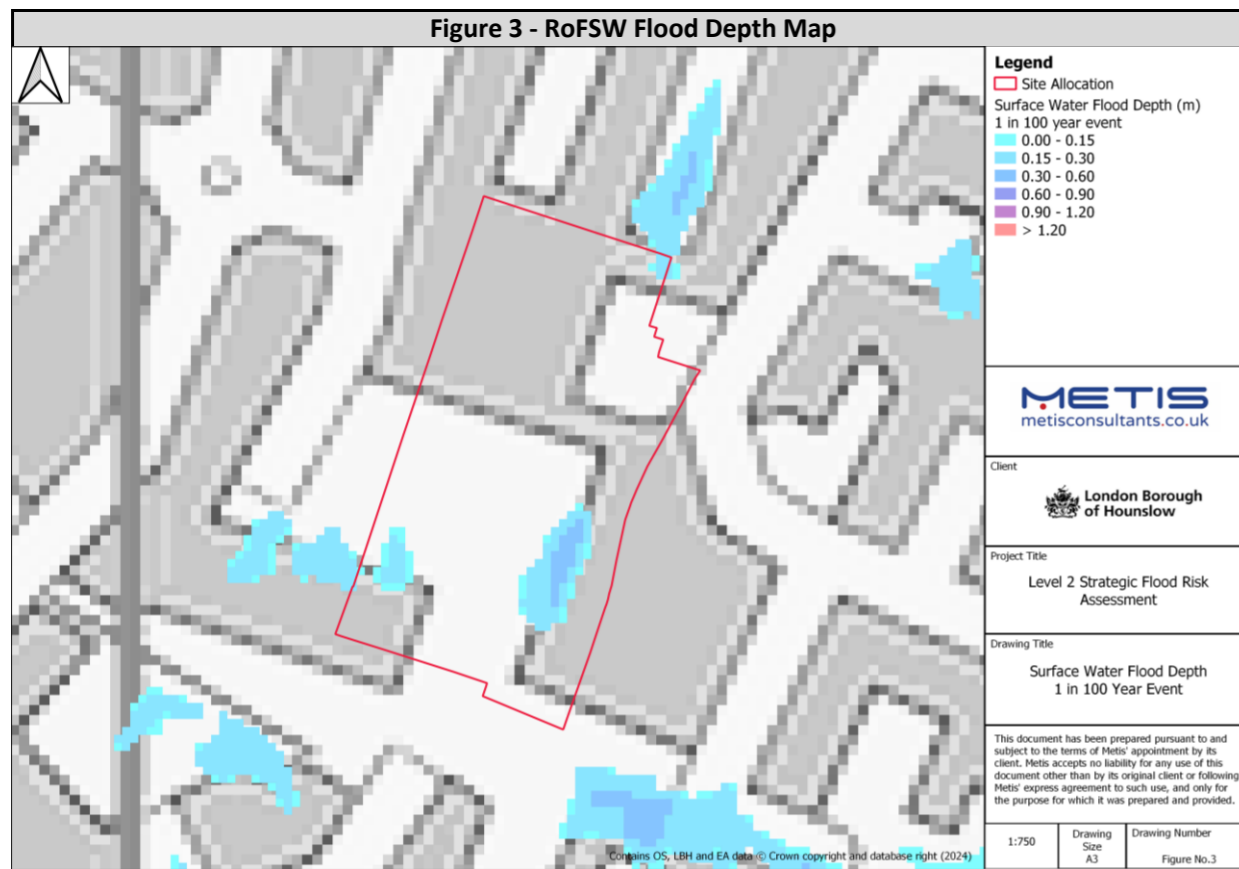 Figure 3 - RoFSW Flood Depth Map
Legend
Site Allocation
Surface Water Flood Depth (m)
1 in 100 year event
0.00 - 0.15
0.15 - 0.30
0.30 - 0.60
0.60 - 0.90
0.90 - 1.20
> 1.20
METIS
metisconsultants.co.uk
Client
London Borough
of Hounslow
Project Title
Level 2 Strategic Flood Risk
Assessment
Drawing Title
Surface Water Flood Depth
1 in 100 Year Event
This document has been prepared pursuant to and
subject to the terms of Metis' appointment by its
client. Metis accepts no liability for any use of this
document other than by its original client or following
Metis' express agreement to such use, and only for
the purpose for which it was prepared and provided.
1:750
Drawing
Size
A3
Drawing Number
Figure No.3
Contains OS, LBH and EA data © Crown copyright and database right (2024)